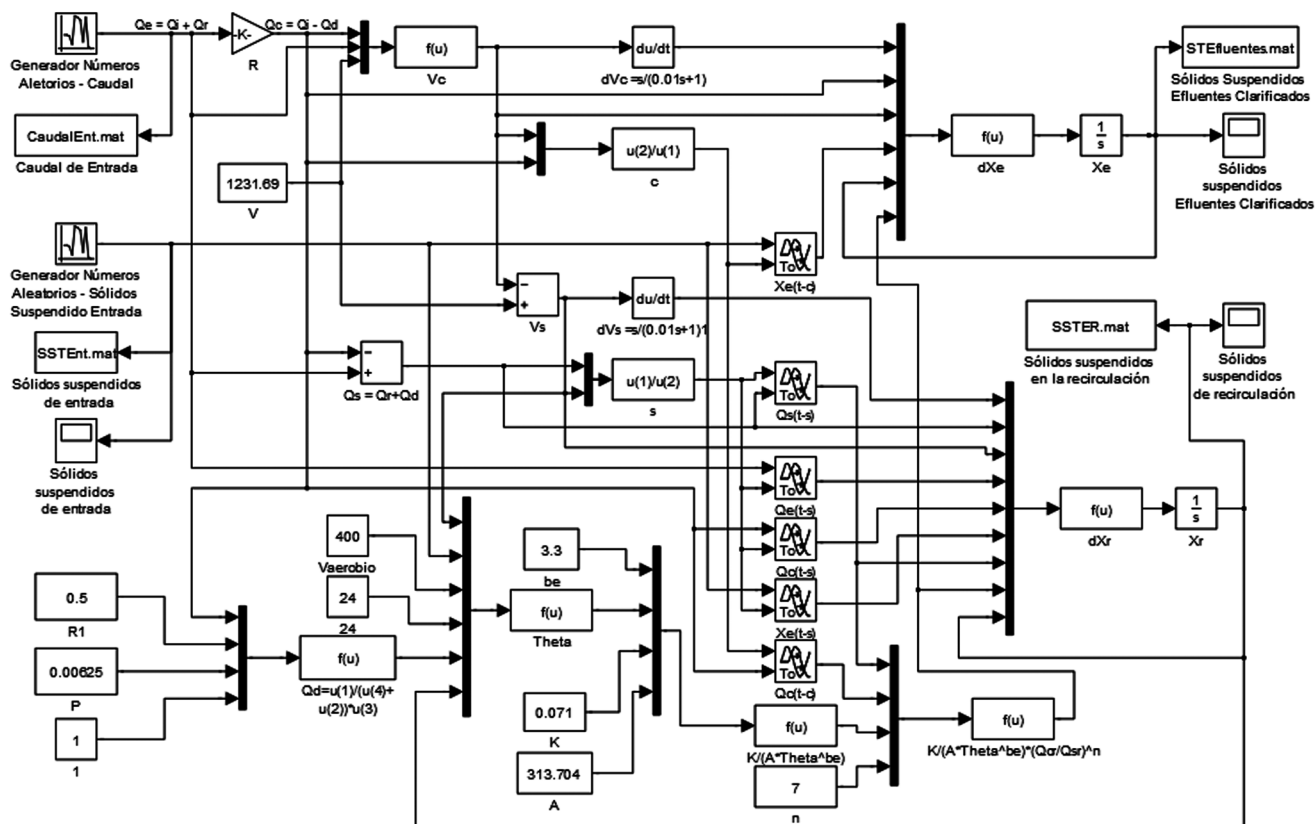 Qe = Qi + Qr
Generador Números
Aletorios - Caudal
-K-
R
Qc = Qi - Qd
f(u)
Vc
du/dt
dVc =s/(0.01s+1)
STEfluentes.mat
Sólidos Suspendidos
Efluentes Clarificados
CaudalEnt.mat
Caudal de Entrada
1231.69
V
u(2)/u(1)
c
f(u)
dXe
1
s
Xe
Sólidos
suspendidos
Efluentes Clarificados
Generador Números
Aleatorios - Sólidos
Suspendido Entrada
To
Xe(t-c)
Vs
du/dt
dVs =s/(0.01s+1)1
SSTER.mat
Sólidos suspendidos
en la recirculación
Sólidos
suspendidos
de recirculación
SSTEnt.mat
Sólidos suspendidos
de entrada
Qs = Qr+Qd
u(1)/u(2)
s
To
Qs(t-s)
Sólidos
suspendidos
de entrada
To
Qe(t-s)
f(u)
dXr
1
s
Xr
400
Vaerobio
3.3
be
To
Qc(t-s)
0.5
R1
24
24
f(u)
Theta
To
Xe(t-s)
0.00625
P
f(u)
Qd=u(1)/(u(4)+
u(2))*u(3)
0.071
K
To
Qc(t-c)
f(u)
K/(A*Theta^be)
f(u)
1
1
313.704
A
7
n